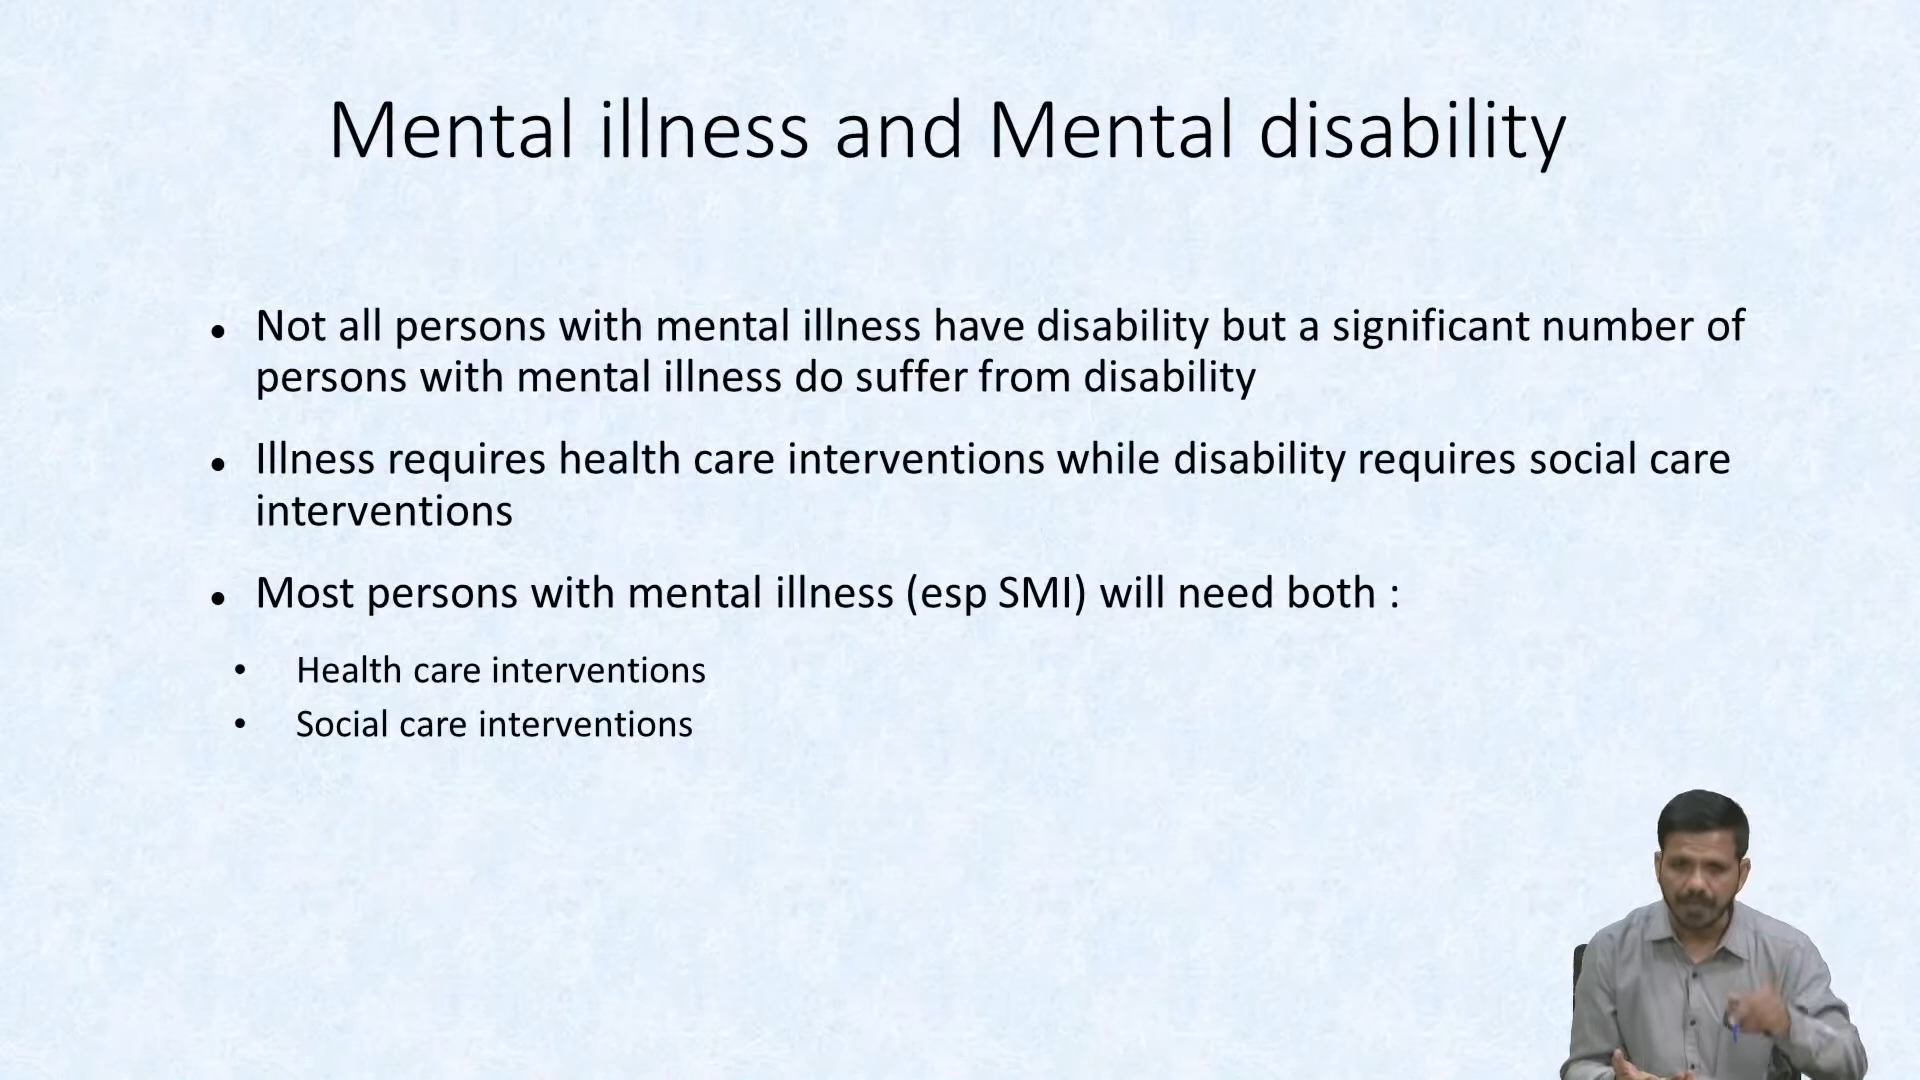 Mental illness and Mental disability
• Not all persons with mental illness have disability but a significant number of
persons with mental illness do suffer from disability
• Illness requires health care interventions while disability requires social care
interventions
• Most persons with mental illness (esp SMI) will need both :
• Health care interventions
• Social care interventions